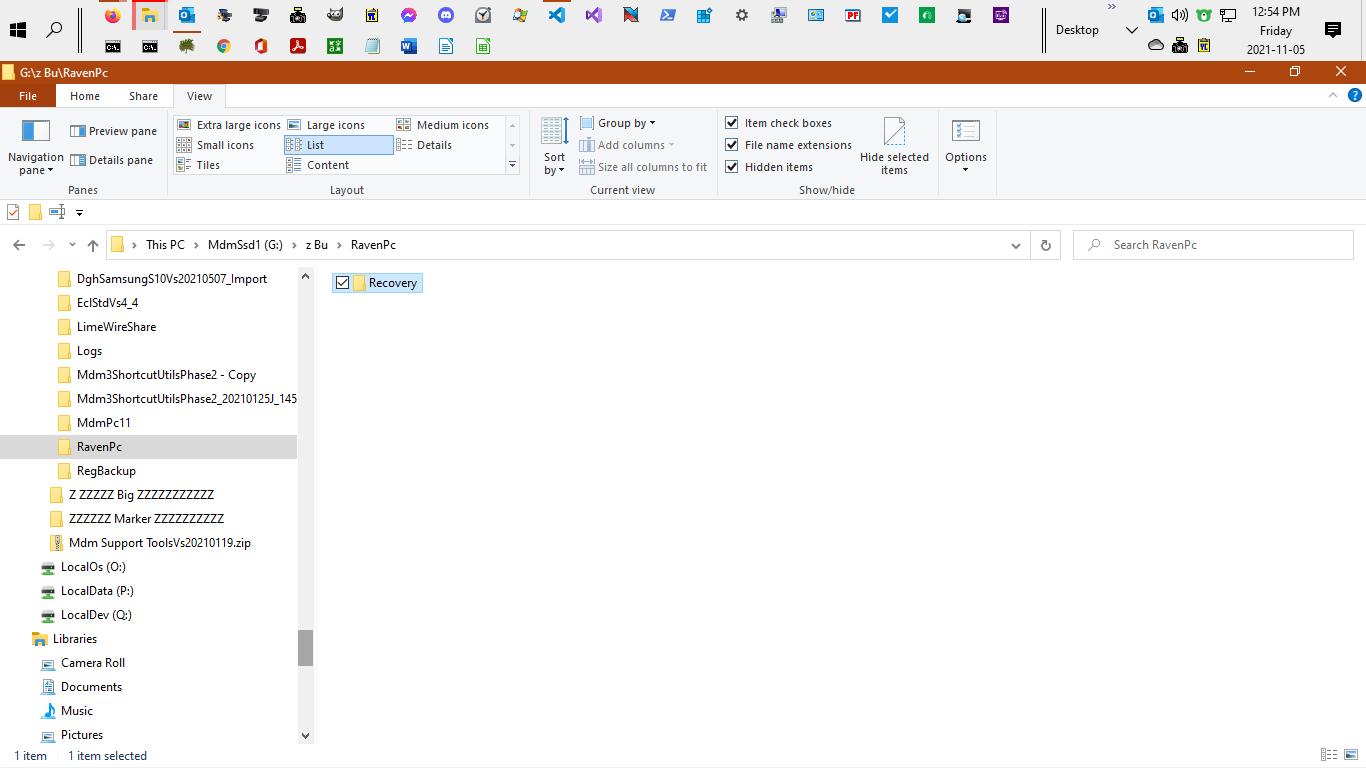 12:54 PM
Desktop
Friday
2021-11-05
G:\z Bu\RavenPc
File
Home
Share
View
Navigation pane
Preview pane
Details pane
Panes
Extra large icons
Large icons
Medium icons
Small icons
List
Details
Tiles
Content
Layout
Sort by
Group by
Add columns
Size all columns to fit
Current view
Item check boxes
File name extensions
Hidden items
Hide selected items
Show/hide
Options
This PC
MdmSsd1 (G:)
z Bu
RavenPc
Search RavenPc
DghSamsungS10Vs20210507_Import
EclStdVs4_4
LimeWireShare
Logs
Mdm3ShortcutUtilsPhase2 - Copy
Mdm3ShortcutUtilsPhase2_20210125J_145
MdmPc11
RavenPc
RegBackup
Z ZZZZZ Big ZZZZZZZZZZZ
ZZZZZZ Marker ZZZZZZZZZZ
Mdm Support ToolsVs20210119.zip
LocalOs (O:)
LocalData (P:)
LocalDev (Q:)
Libraries
Camera Roll
Documents
Music
Pictures
Recovery
1 item
1 item selected